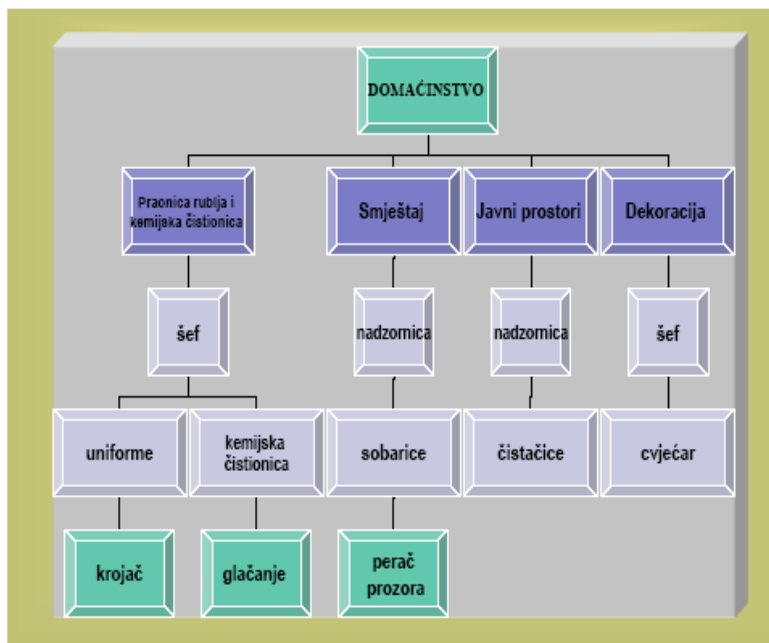 DOMAĆINSTVO
Praonica rublja i
kemijska čistionica
Smještaj
Javni prostori
Dekoracija
šef
nadzornica
nadzornica
šef
uniforme
kemijska
čistionica
sobarice
čistačice
cvjećar
krojač
glačanje
perač
prozora